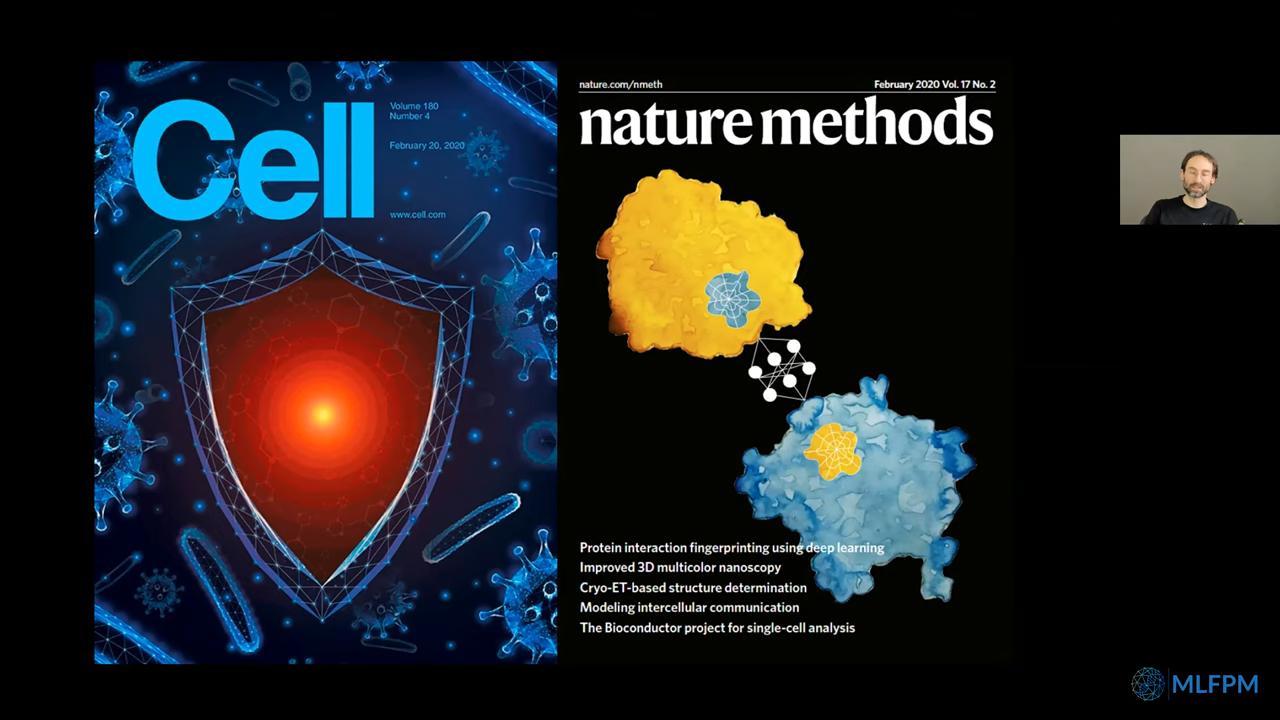 Cell
Volume 180
Number 4
February 20, 2020
www.cell.com
nature.com/nmeth
February 2020 Vol. 17 No. 2
nature methods
Protein interaction fingerprinting using deep learning
Improved 3D multicolor nanoscopy
Cryo-ET-based structure determination
Modeling intercellular communication
The Bioconductor project for single-cell analysis
MLFPM